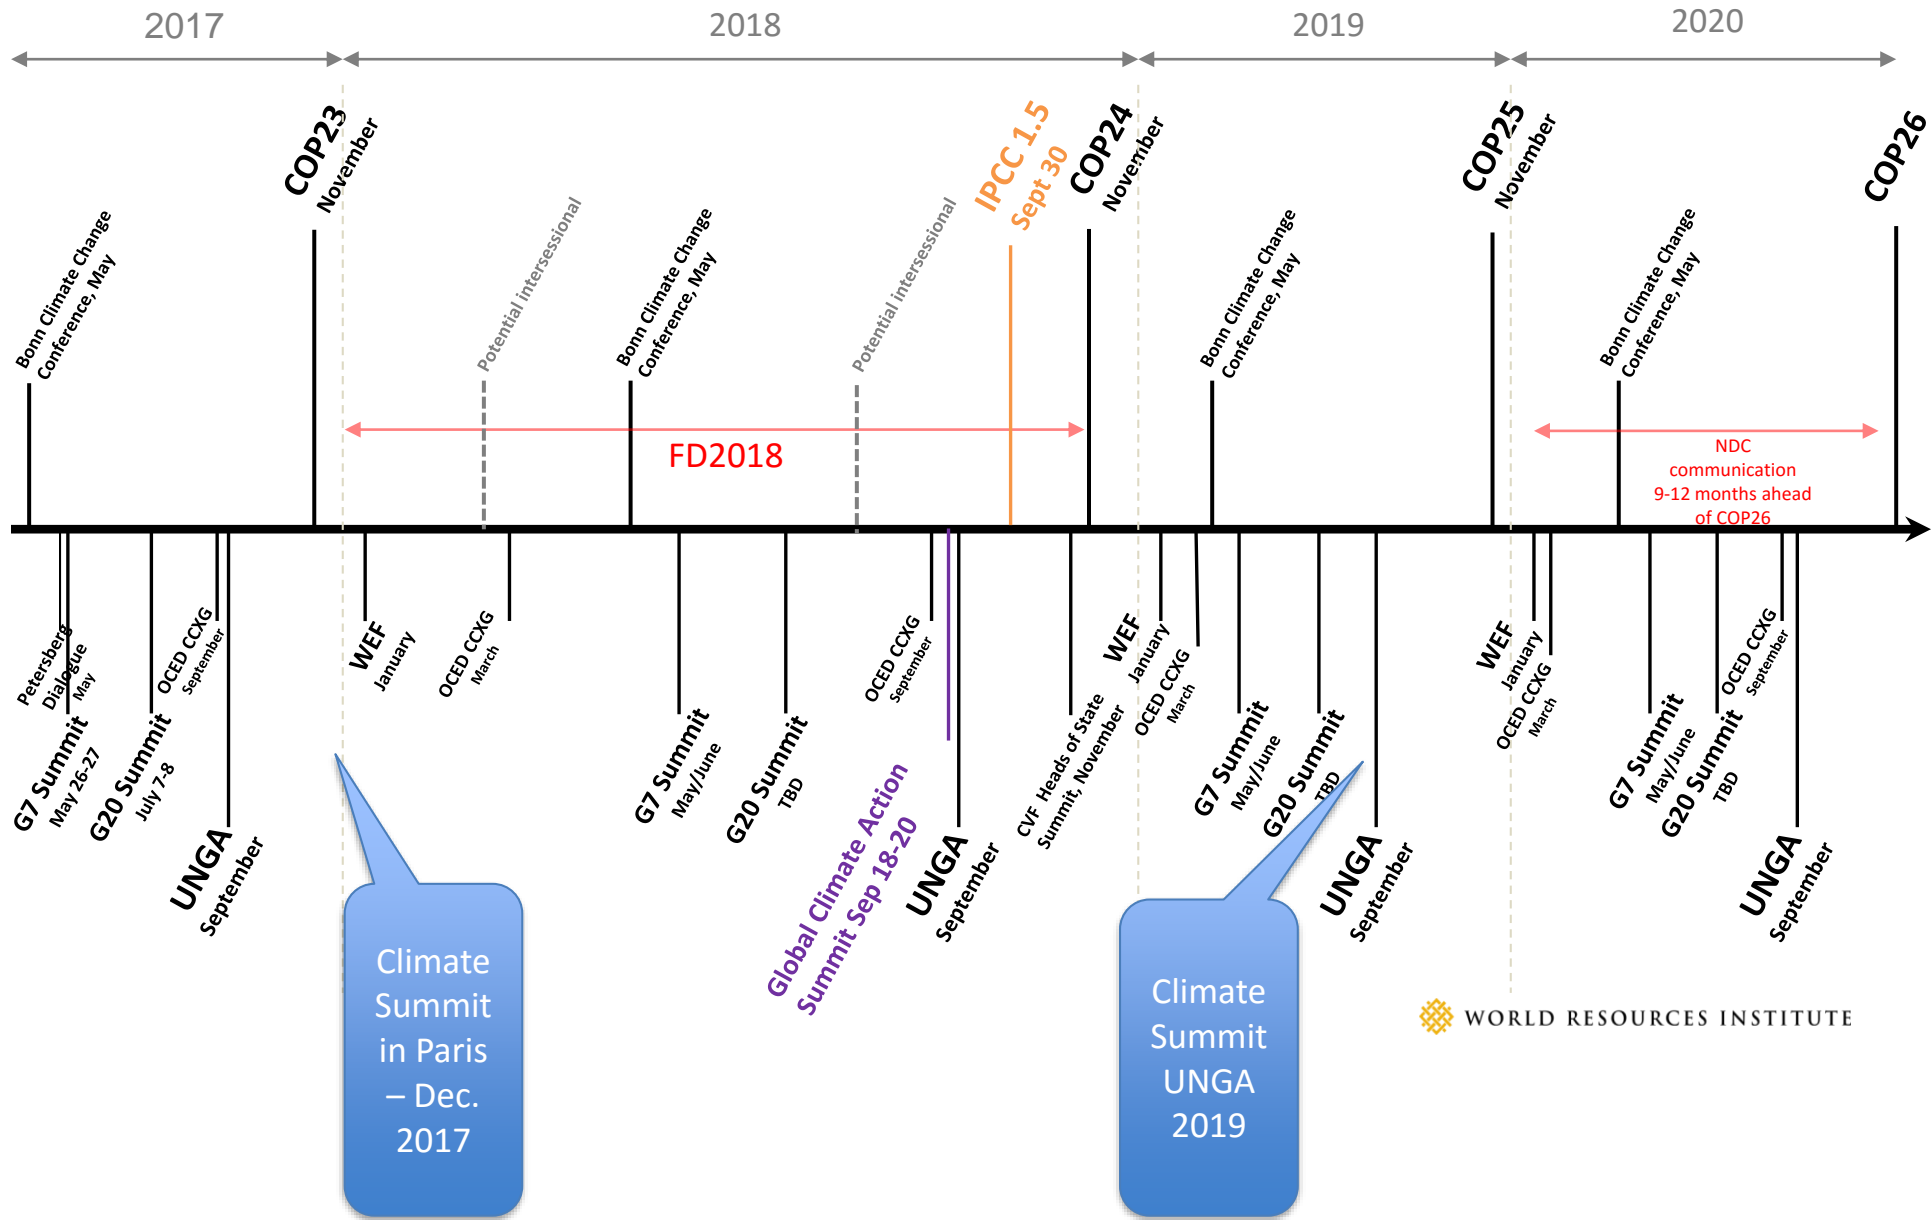 2017
2018
2019
2020
COP23
November
IPCC 1.5
Sept 30
COP24
November
COP25
November
COP26
Bonn Climate Change
Conference, May
Potential intersessional
Bonn Climate Change
Conference, May
Potential intersessional
Bonn Climate Change
Conference, May
Bonn Climate Change
Conference, May
FD2018
NDC
communication
9-12 months ahead
of COP26
Petersberg
Dialogue
May
G7 Summit
May 26-27
G20 Summit
July 7-8
OCED CCXG
September
UNGA
September
WEF
January
OCED CCXG
March
G7 Summit
May/June
G20 Summit
TBD
OCED CCXG
September
Global Climate Action
Summit Sep 18-20
UNGA
September
CVF Heads of State
Summit, November
WEF
January
OCED CCXG
March
G7 Summit
May/June
G20 Summit
TBD
UNGA
September
WEF
January
OCED CCXG
March
G7 Summit
May/June
G20 Summit
TBD
OCED CCXG
September
UNGA
September
Climate
Summit
in Paris
– Dec.
2017
Climate
Summit
UNGA
2019
WORLD RESOURCES INSTITUTE